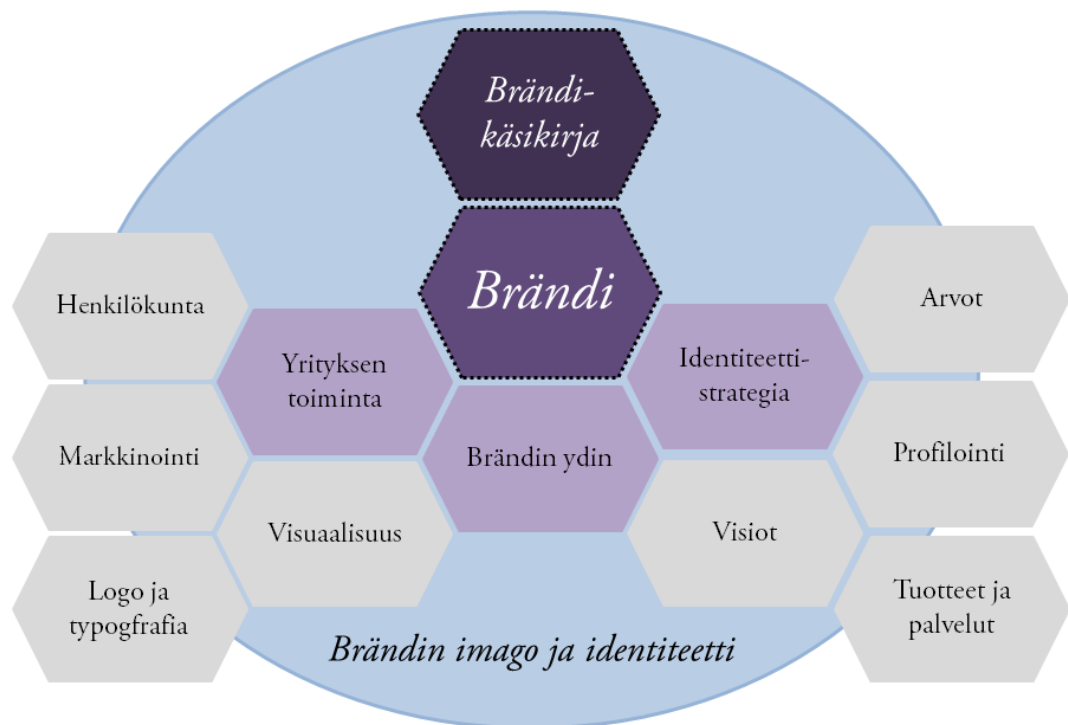 Brändi-
käsikirja
Brändi
Henkilökunta
Arvot
Yrityksen
toiminta
Identiteetti-
strategia
Markkinointi
Brändin ydin
Profilointi
Visuaalisuus
Visiot
Logo ja
typogfrafia
Tuotteet ja
palvelut
Brändin imago ja identiteetti